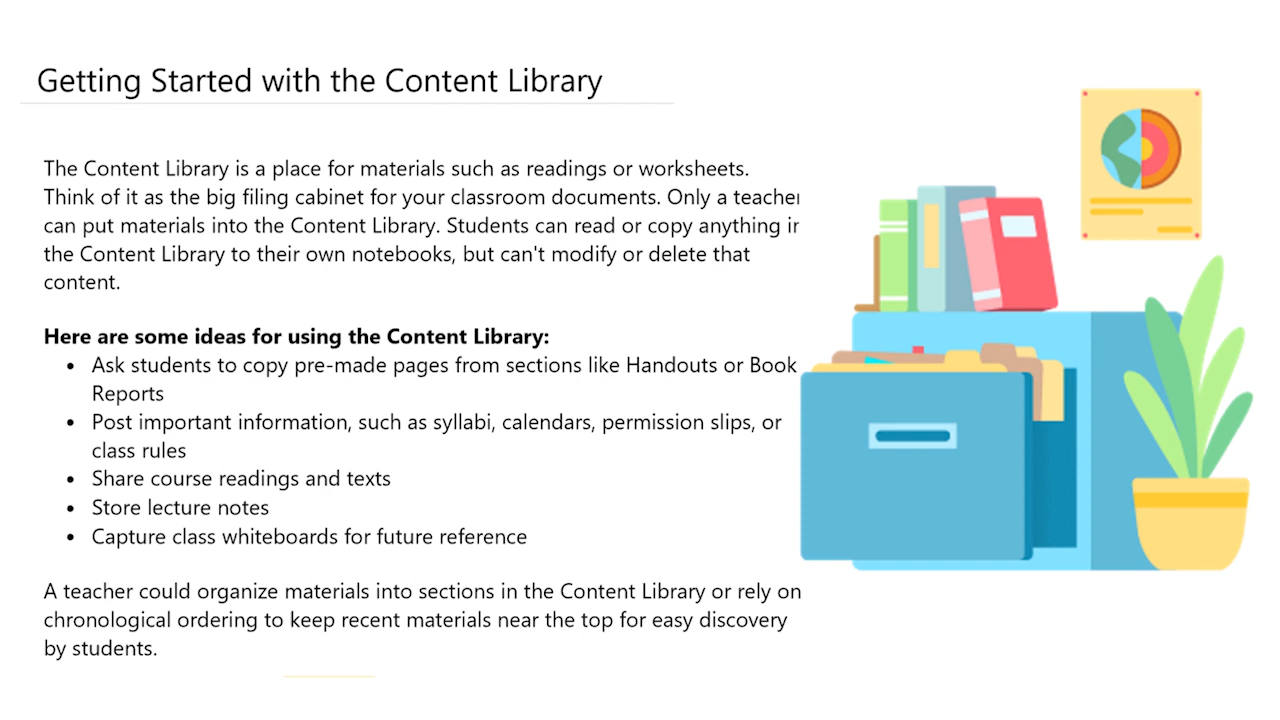 Getting Started with the Content Library
The Content Library is a place for materials such as readings or worksheets.
Think of it as the big filing cabinet for your classroom documents. Only a teacher
can put materials into the Content Library. Students can read or copy anything in
the Content Library to their own notebooks, but can't modify or delete that
content.
Here are some ideas for using the Content Library:
• Ask students to copy pre-made pages from sections like Handouts or Book
Reports
• Post important information, such as syllabi, calendars, permission slips, or
class rules
• Share course readings and texts
• Store lecture notes
• Capture class whiteboards for future reference
A teacher could organize materials into sections in the Content Library or rely on
chronological ordering to keep recent materials near the top for easy discovery
by students.